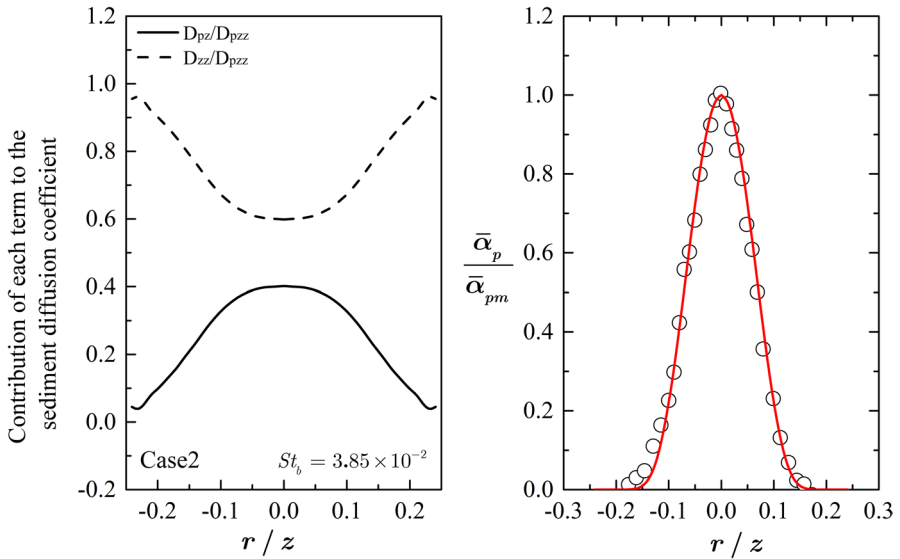 Contribution of each term to the
sediment diffusion coefficient
1.2
1.0
0.8
0.6
0.4
0.2
0.0
-0.2
Dpz/Dpzz
Dzz/Dpzz
Case2
St_b = 3.85×10⁻²
-0.2 -0.1 0.0 0.1 0.2
r / z
ᾱ_p
ᾱ_pm
1.2
1.0
0.8
0.6
0.4
0.2
0.0
-0.3 -0.2 -0.1 0.0 0.1 0.2 0.3
r / z